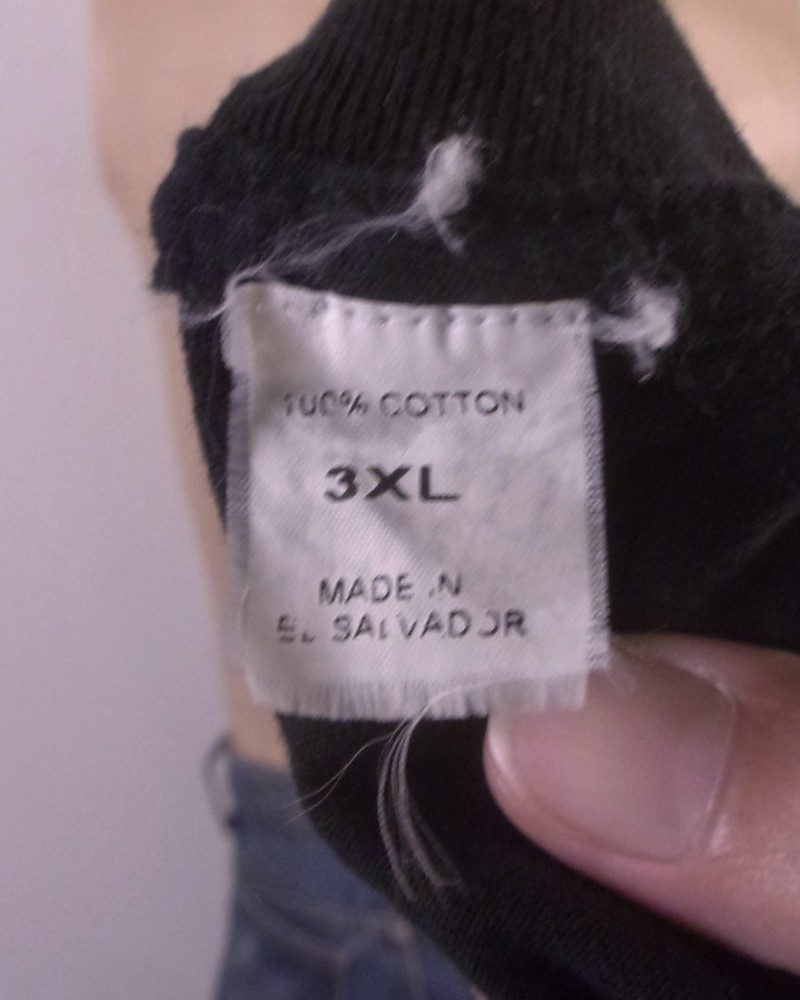 100% COTTON
3XL
MADE IN
EL SALVADOR